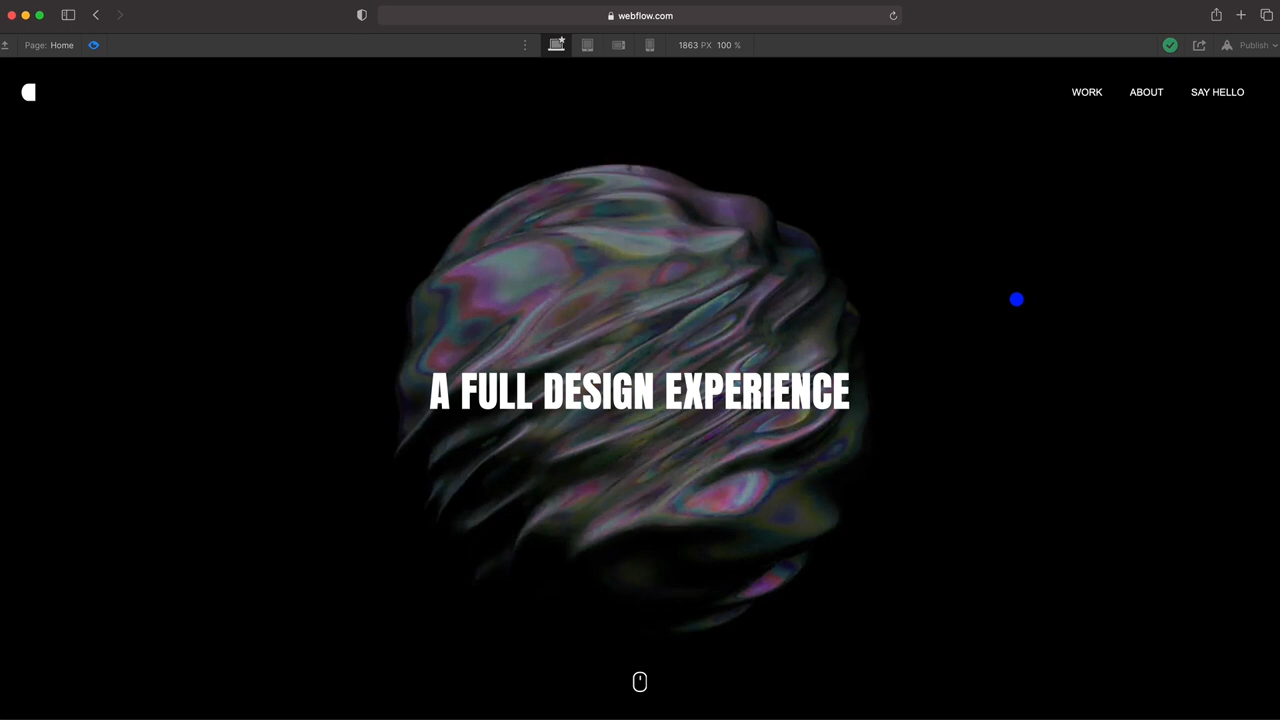 webflow.com
Page: Home
1863 PX 100 %
Publish
WORK
ABOUT
SAY HELLO
A FULL DESIGN EXPERIENCE